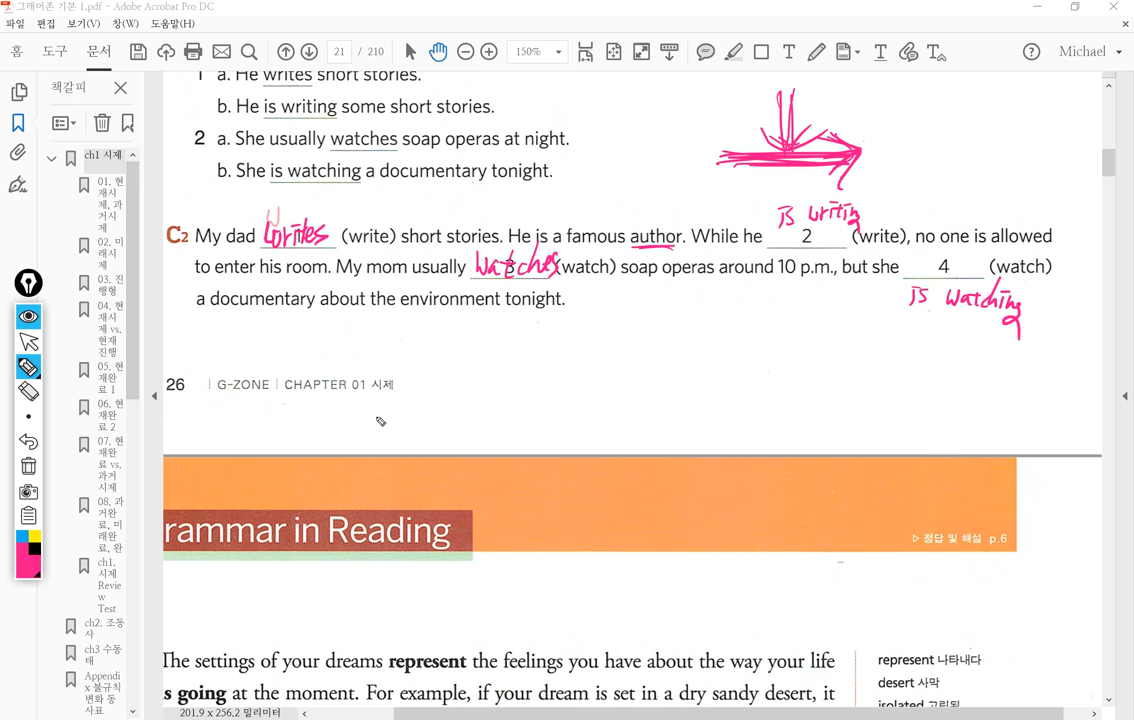 그래머존 기본 1.pdf - Adobe Acrobat Pro DC
파일 편집 보기(V) 창(W) 도움말(H)
홈 도구 문서 21 / 210 150% Michael
책갈피
ch1 시제
01. 현재시제, 과거시제
02. 미래시제
03. 진행형
04. 현재시제 vs. 현재진행
05. 현재완료 1
06. 현재완료 2
07. 현재완료 vs. 과거시제
08. 과거완료, 미래완료, 완
ch1. 시제 Review Test
ch2. 조동사
ch3 수동태
Appendix 불규칙 변화 동사표
1 a. He writes short stories.
b. He is writing some short stories.
2 a. She usually watches soap operas at night.
b. She is watching a documentary tonight.
is writing
C2 My dad writes (write) short stories. He is a famous author. While he 2 (write), no one is allowed
to enter his room. My mom usually watches 3 (watch) soap operas around 10 p.m., but she 4 (watch)
is watching
a documentary about the environment tonight.
26 | G-ZONE | CHAPTER 01 시제
rammar in Reading
▷ 정답 및 해설 p.6
The settings of your dreams represent the feelings you have about the way your life
s going at the moment. For example, if your dream is set in a dry sandy desert, it
represent 나타내다
desert 사막
isolated 고립된
201.9 x 256.2 밀리미터